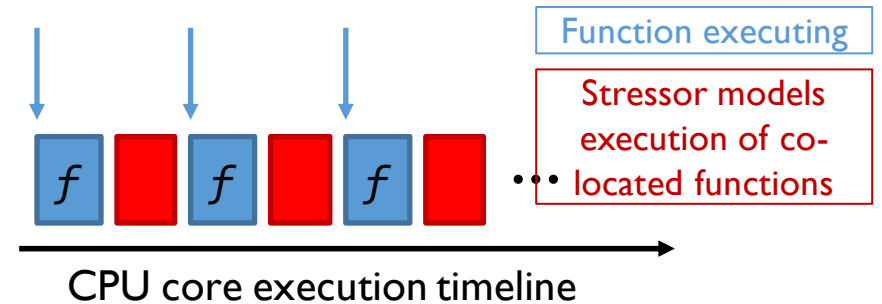 Function executing
Stressor models
execution of co-
located functions
f f f ...
CPU core execution timeline